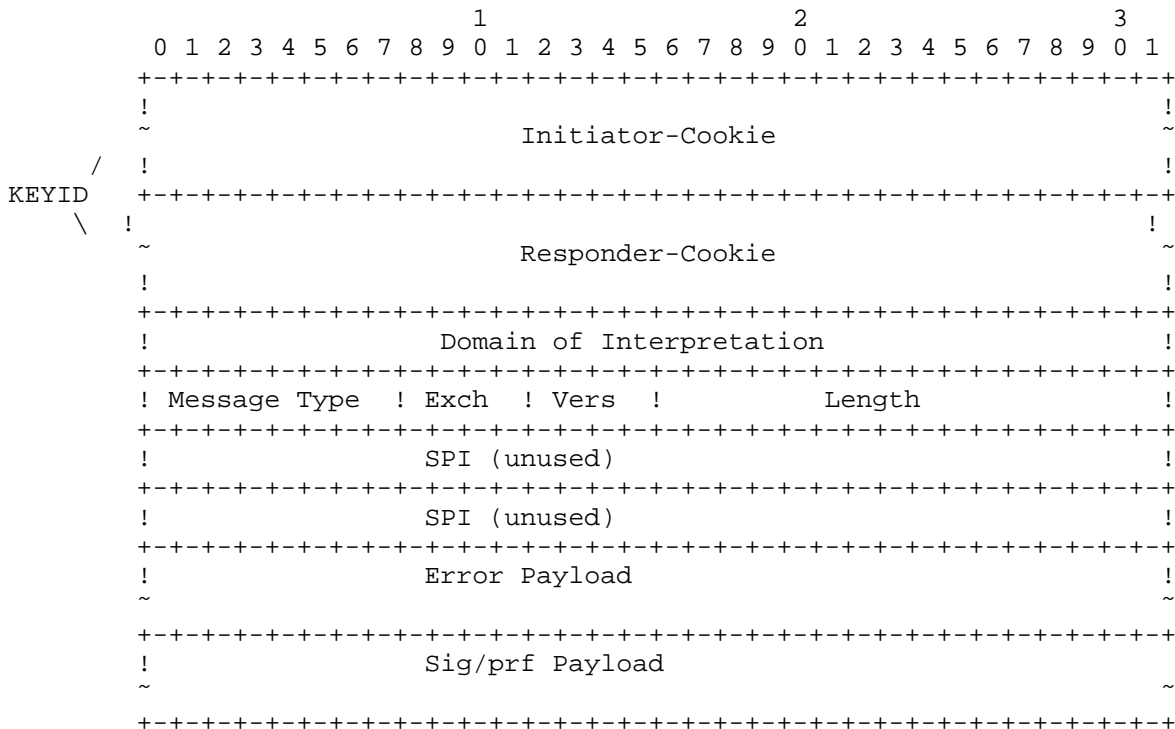 1                   2                   3
 0 1 2 3 4 5 6 7 8 9 0 1 2 3 4 5 6 7 8 9 0 1 2 3 4 5 6 7 8 9 0 1
+-+-+-+-+-+-+-+-+-+-+-+-+-+-+-+-+-+-+-+-+-+-+-+-+-+-+-+-+-+-+-+-+
! !
~ Initiator-Cookie ~
/ ! !
KEYID +-+-+-+-+-+-+-+-+-+-+-+-+-+-+-+-+-+-+-+-+-+-+-+-+-+-+-+-+-+-+-+-+
\ ! !
~ Responder-Cookie ~
! !
+-+-+-+-+-+-+-+-+-+-+-+-+-+-+-+-+-+-+-+-+-+-+-+-+-+-+-+-+-+-+-+-+
! Domain of Interpretation !
+-+-+-+-+-+-+-+-+-+-+-+-+-+-+-+-+-+-+-+-+-+-+-+-+-+-+-+-+-+-+-+-+
! Message Type ! Exch ! Vers ! Length !
+-+-+-+-+-+-+-+-+-+-+-+-+-+-+-+-+-+-+-+-+-+-+-+-+-+-+-+-+-+-+-+-+
! SPI (unused) !
+-+-+-+-+-+-+-+-+-+-+-+-+-+-+-+-+-+-+-+-+-+-+-+-+-+-+-+-+-+-+-+-+
! SPI (unused) !
+-+-+-+-+-+-+-+-+-+-+-+-+-+-+-+-+-+-+-+-+-+-+-+-+-+-+-+-+-+-+-+-+
! Error Payload !
~ ~
+-+-+-+-+-+-+-+-+-+-+-+-+-+-+-+-+-+-+-+-+-+-+-+-+-+-+-+-+-+-+-+-+
! Sig/prf Payload
~ ~
+-+-+-+-+-+-+-+-+-+-+-+-+-+-+-+-+-+-+-+-+-+-+-+-+-+-+-+-+-+-+-+-+